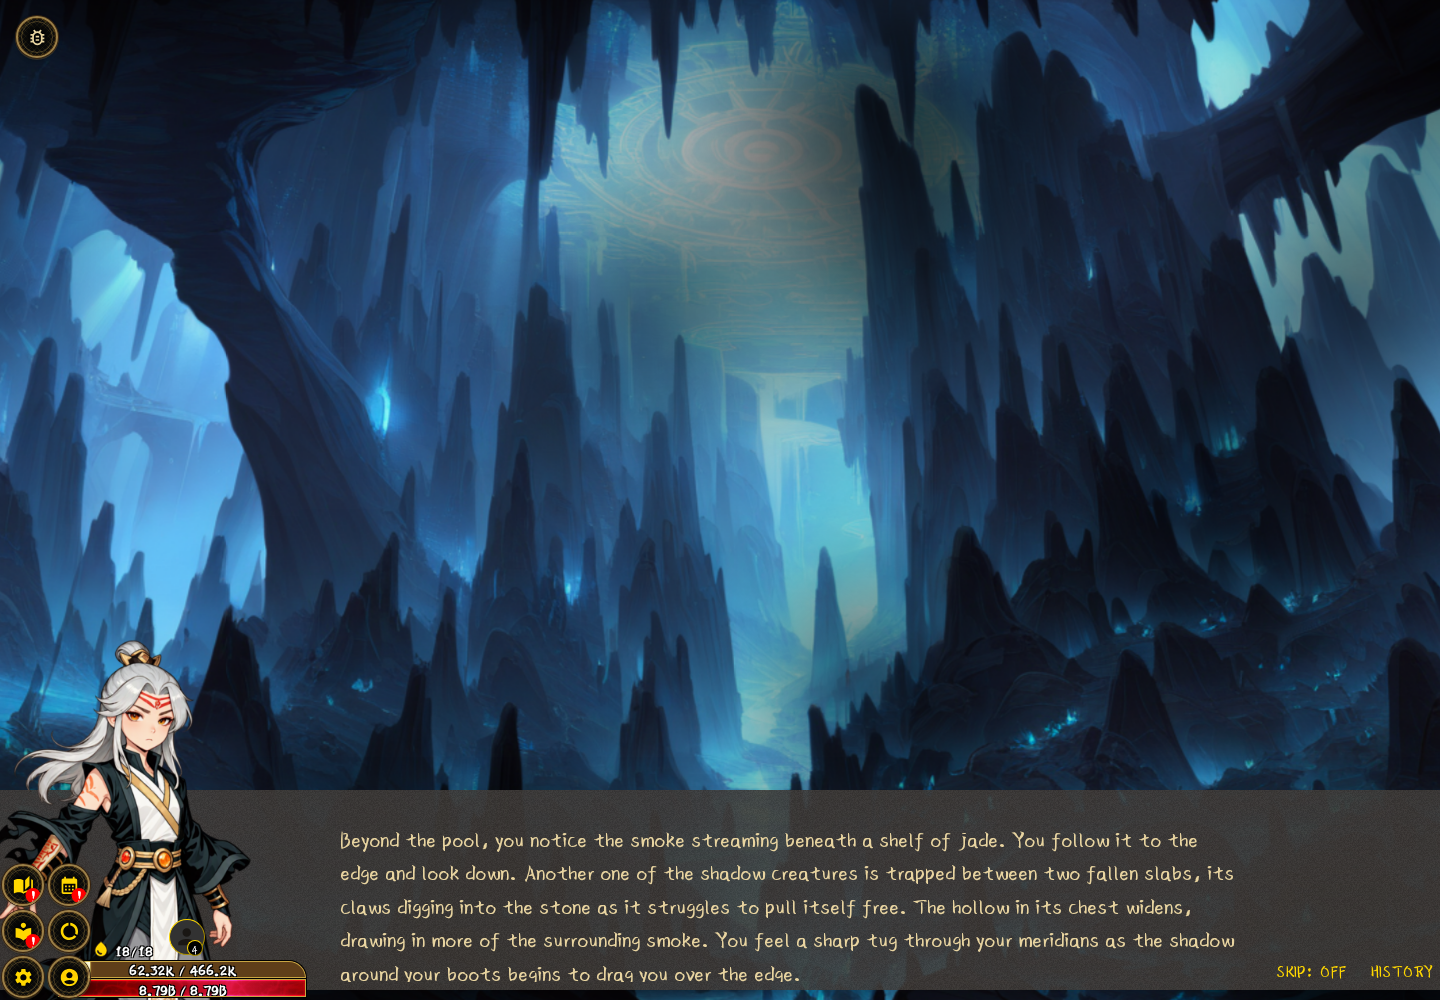 Beyond the pool, you notice the smoke streaming beneath a shelf of jade. You follow it to the
edge and look down. Another one of the shadow creatures is trapped between two fallen slabs, its
claws digging into the stone as it struggles to pull itself free. The hollow in its chest widens,
drawing in more of the surrounding smoke. You feel a sharp tug through your meridians as the shadow
around your boots begins to drag you over the edge.
18/18
4
62.32K / 466.2K
8.79B / 8.79B
SKIP: OFF HISTORY